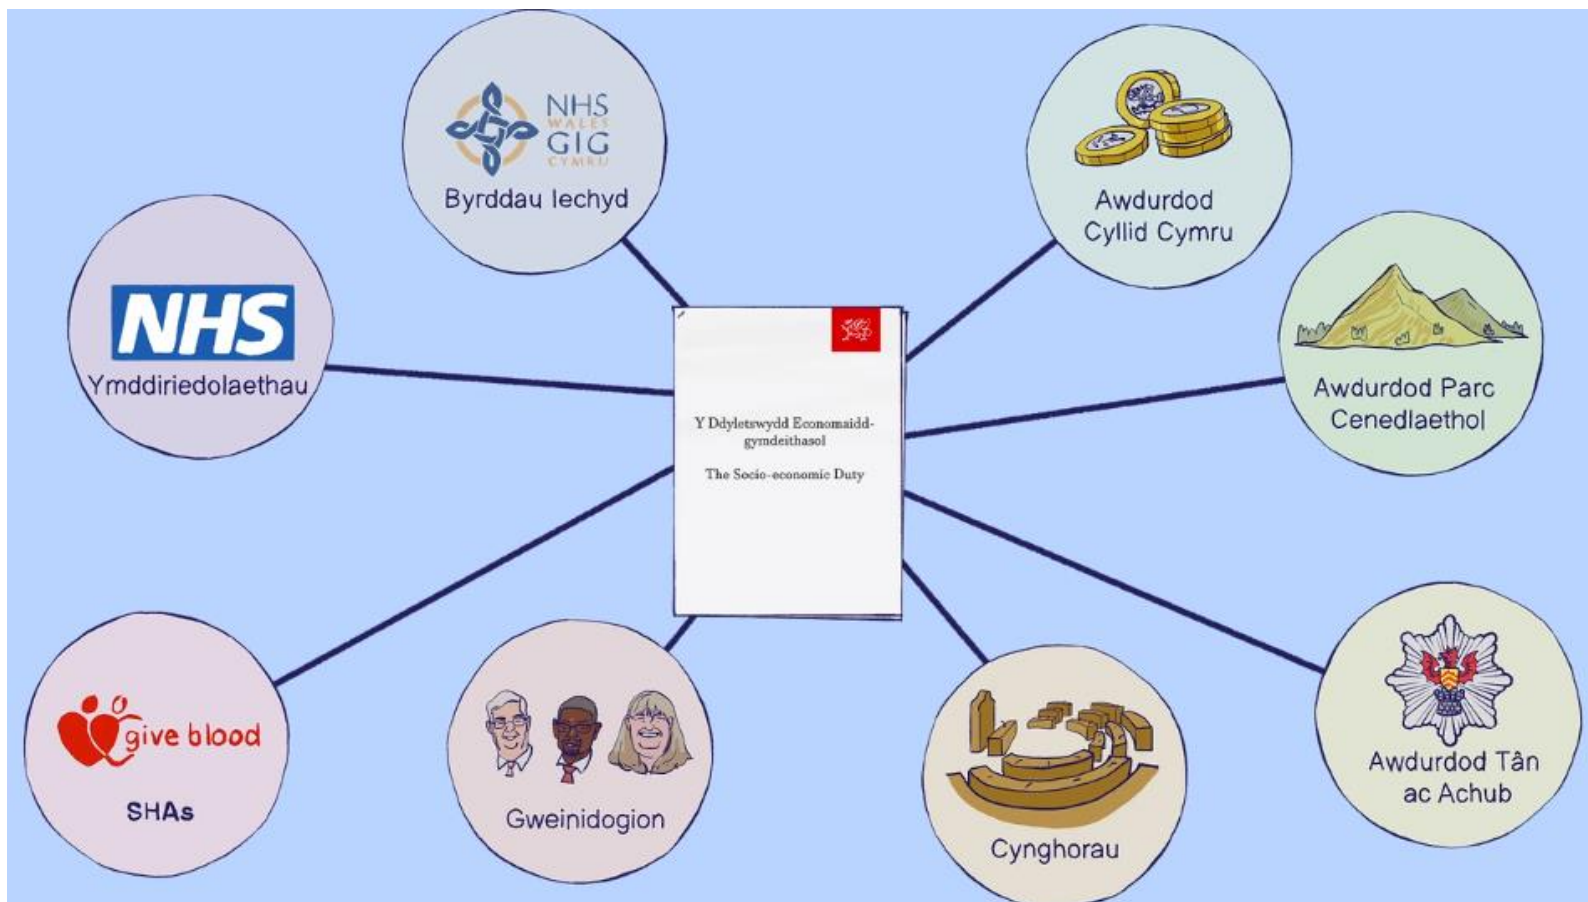 NHS
WALES
GIG
CYMRU
Byrddau Iechyd
Awdurdod
Cyllid Cymru
NHS
Ymddiriedolaethau
Awdurdod Parc
Cenedlaethol
Y Ddyletswydd Economaidd-
gymdeithasol
The Socio-economic Duty
give blood
SHAs
Gweinidogion
Cynghorau
Awdurdod Tân
ac Achub